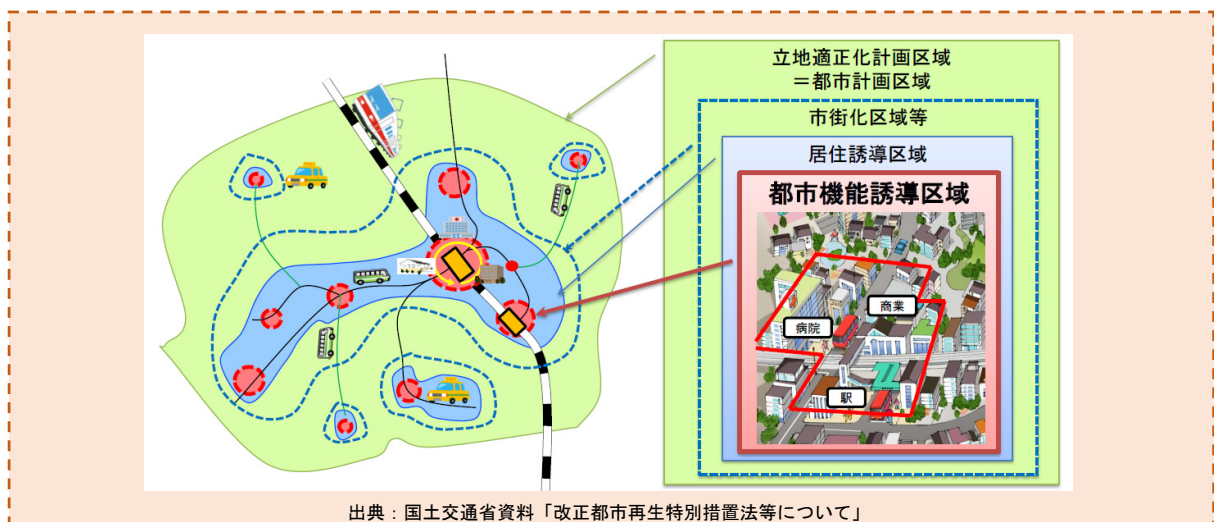 立地適正化計画区域
＝都市計画区域
市街化区域等
居住誘導区域
都市機能誘導区域
商業
病院
駅
出典：国土交通省資料「改正都市再生特別措置法等について」